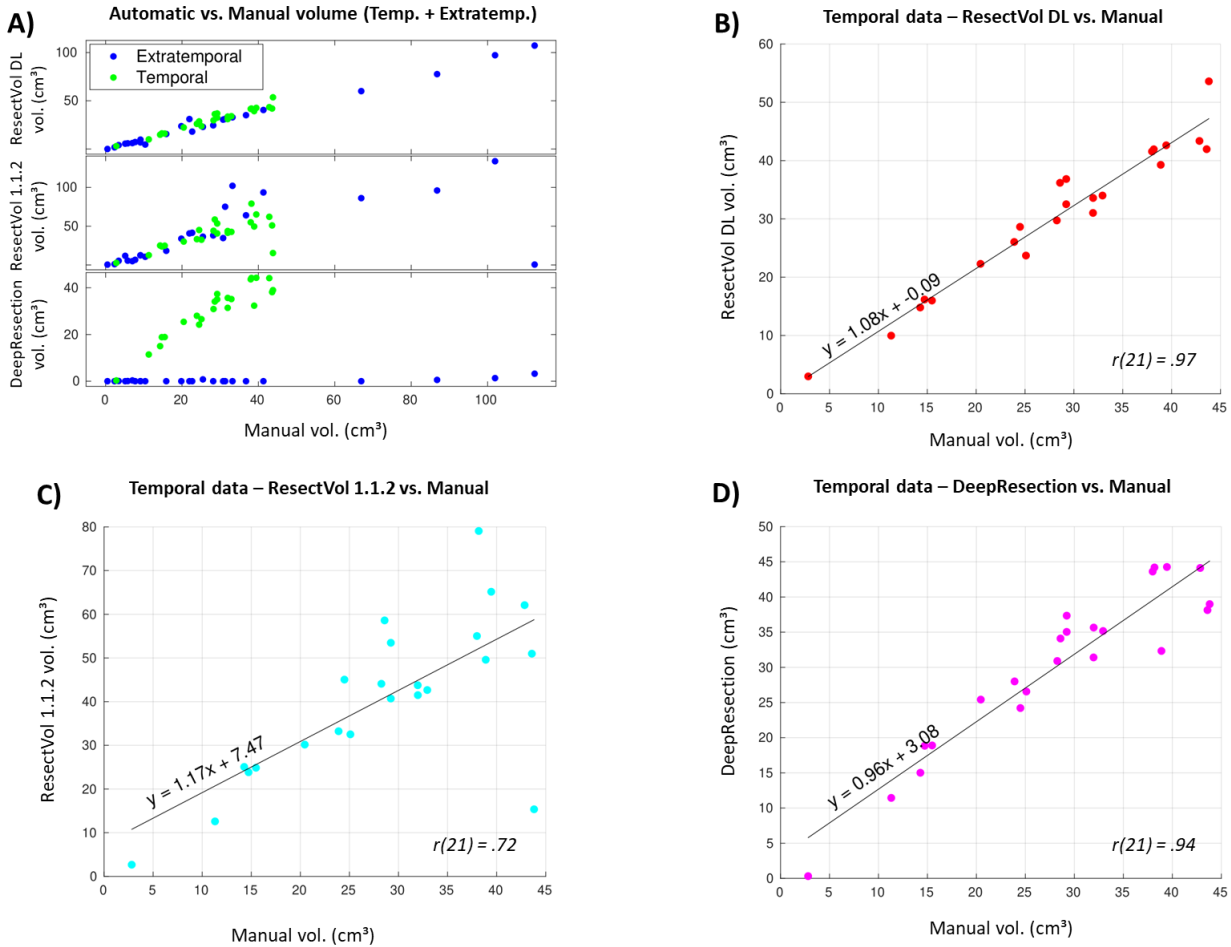 A)
Automatic vs. Manual volume (Temp. + Extratemp.)
Extratemporal
Temporal
ResectVol DL
vol. (cm³)
100
50
ResectVol 1.1.2
vol. (cm³)
100
50
0
DeepResection
vol. (cm³)
40
20
0
0 20 40 60 80 100
Manual vol. (cm³)
B)
Temporal data – ResectVol DL vs. Manual
ResectVol DL vol. (cm³)
60
50
40
30
20
10
0
y = 1.08x + -0.09
r(21) = .97
0 5 10 15 20 25 30 35 40 45
Manual vol. (cm³)
C)
Temporal data – ResectVol 1.1.2 vs. Manual
ResectVol 1.1.2 vol. (cm³)
80
70
60
50
40
30
20
10
0
y = 1.17x + 7.47
r(21) = .72
0 5 10 15 20 25 30 35 40 45
Manual vol. (cm³)
D)
Temporal data – DeepResection vs. Manual
DeepResection (cm³)
50
45
40
35
30
25
20
15
10
5
0
y = 0.96x + 3.08
r(21) = .94
0 5 10 15 20 25 30 35 40 45
Manual vol. (cm³)